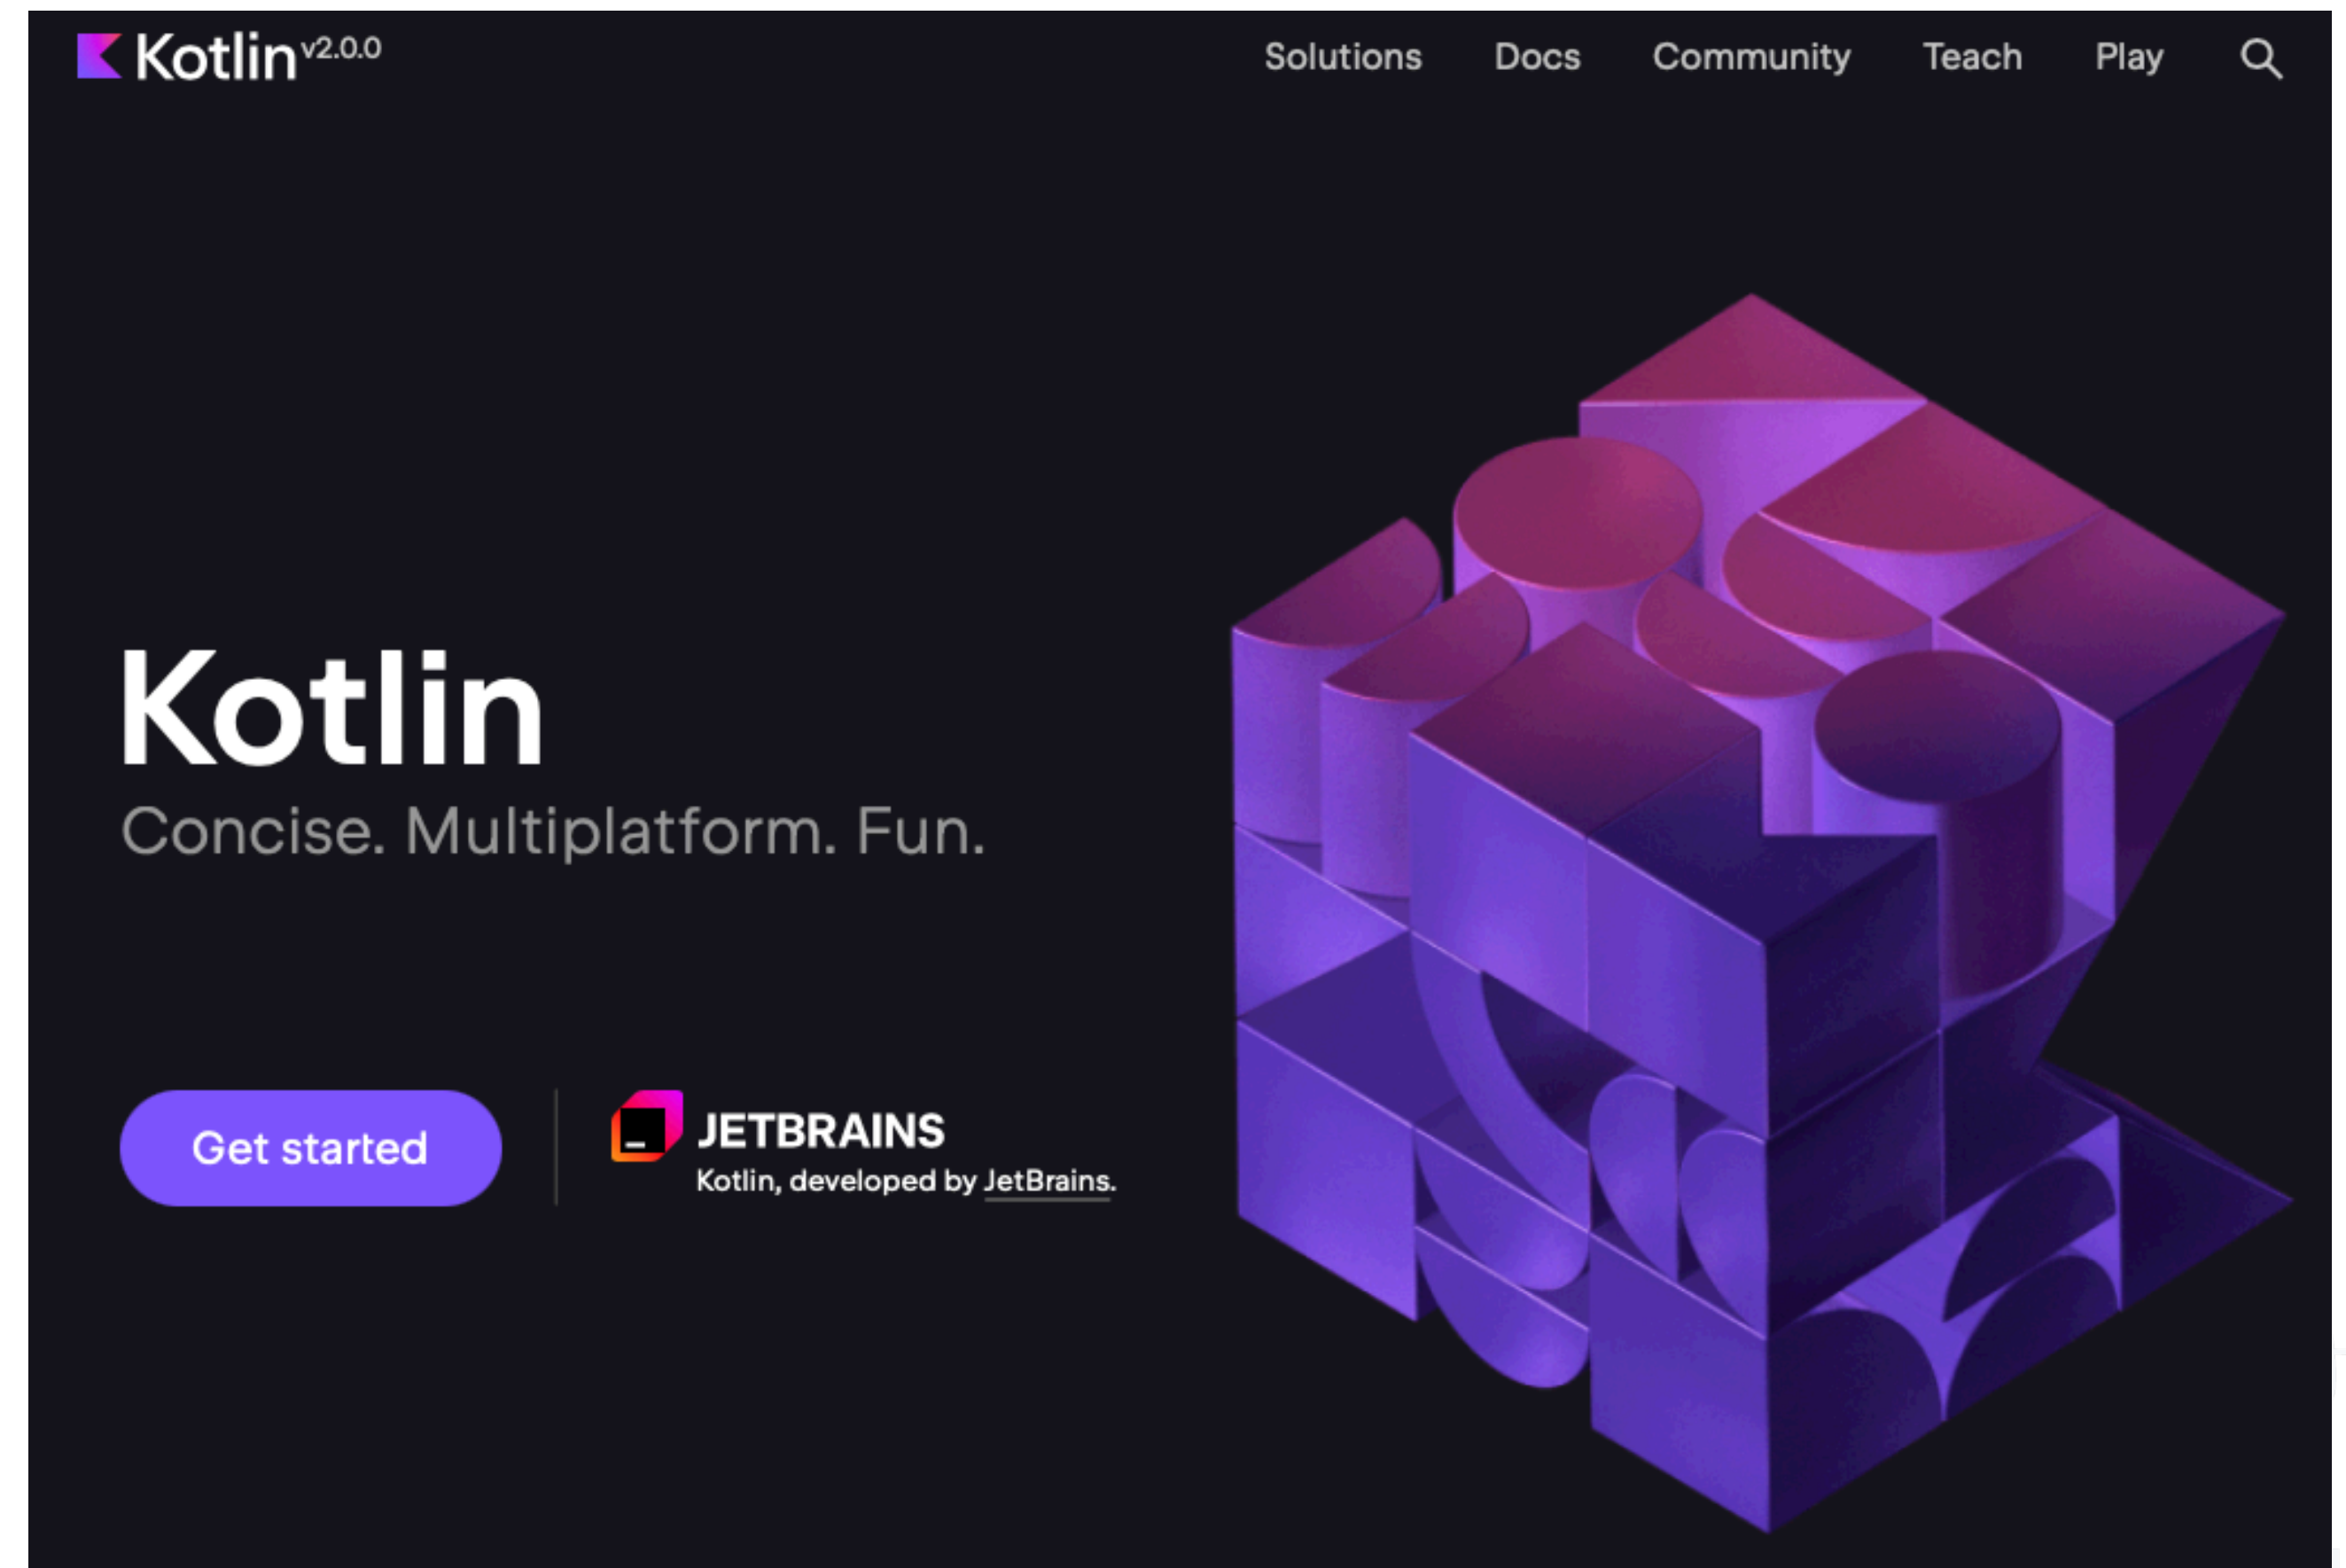 Kotlin v2.0.0 Solutions Docs Community Teach Play
Kotlin
Concise. Multiplatform. Fun.
Get started
JETBRAINS
Kotlin, developed by JetBrains.